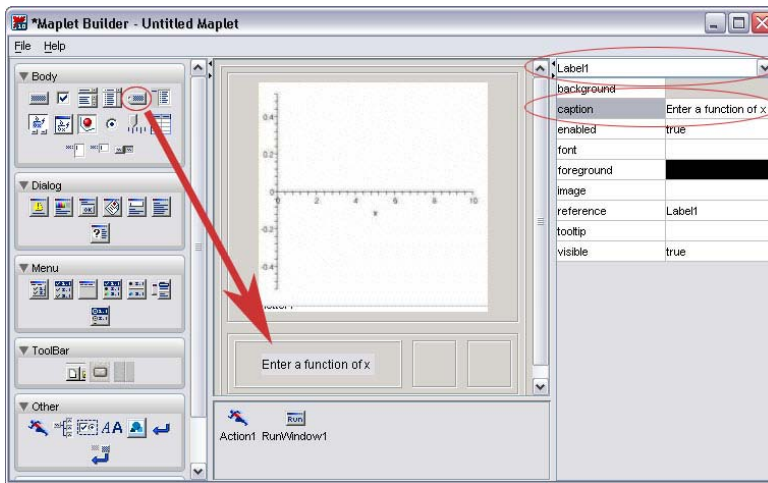 *Maplet Builder - Untitled Maplet
File Help
Body
Dialog
Menu
ToolBar
Other
0.4
0.2
0
-0.2
-0.4
0 2 4 6 8 10
x
Enter a function of x
Action1 RunWindow1
Run
Label1
background
caption Enter a function of x
enabled true
font
foreground
image
reference Label1
tooltip
visible true